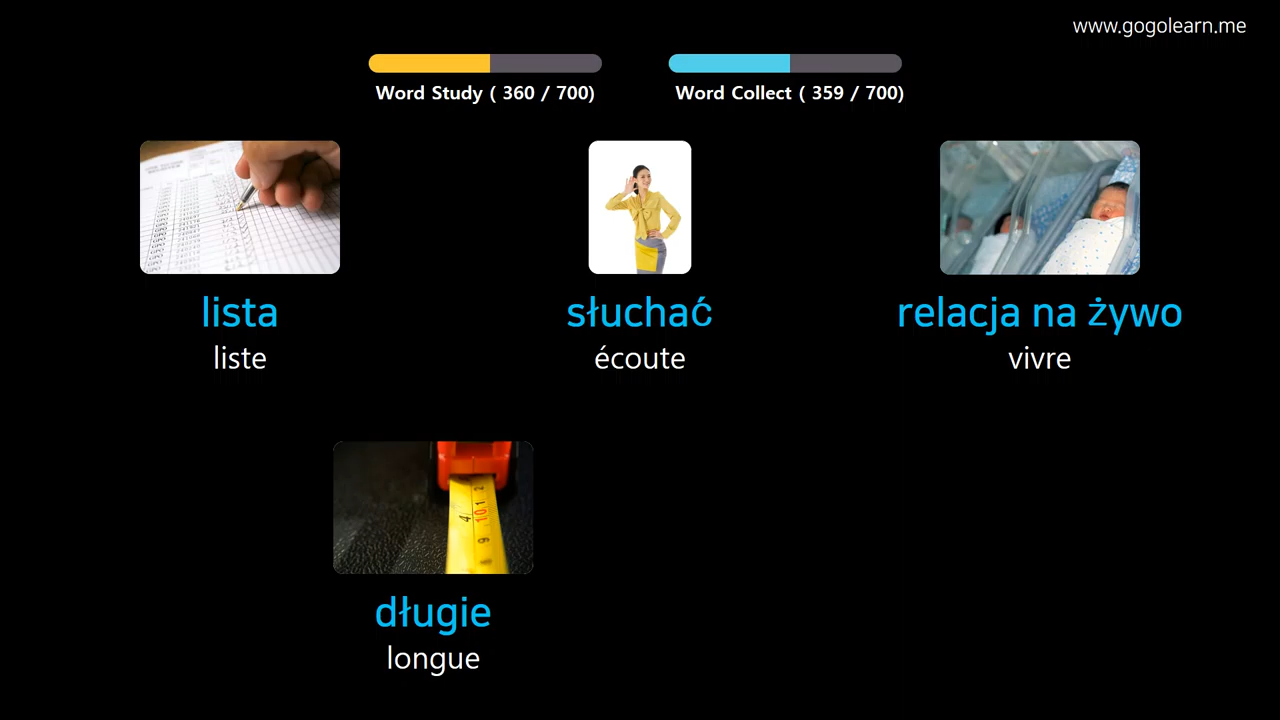 www.gogolearn.me
Word Study ( 360 / 700)
Word Collect ( 359 / 700)
lista
liste
słuchać
écoute
relacja na żywo
vivre
długie
longue